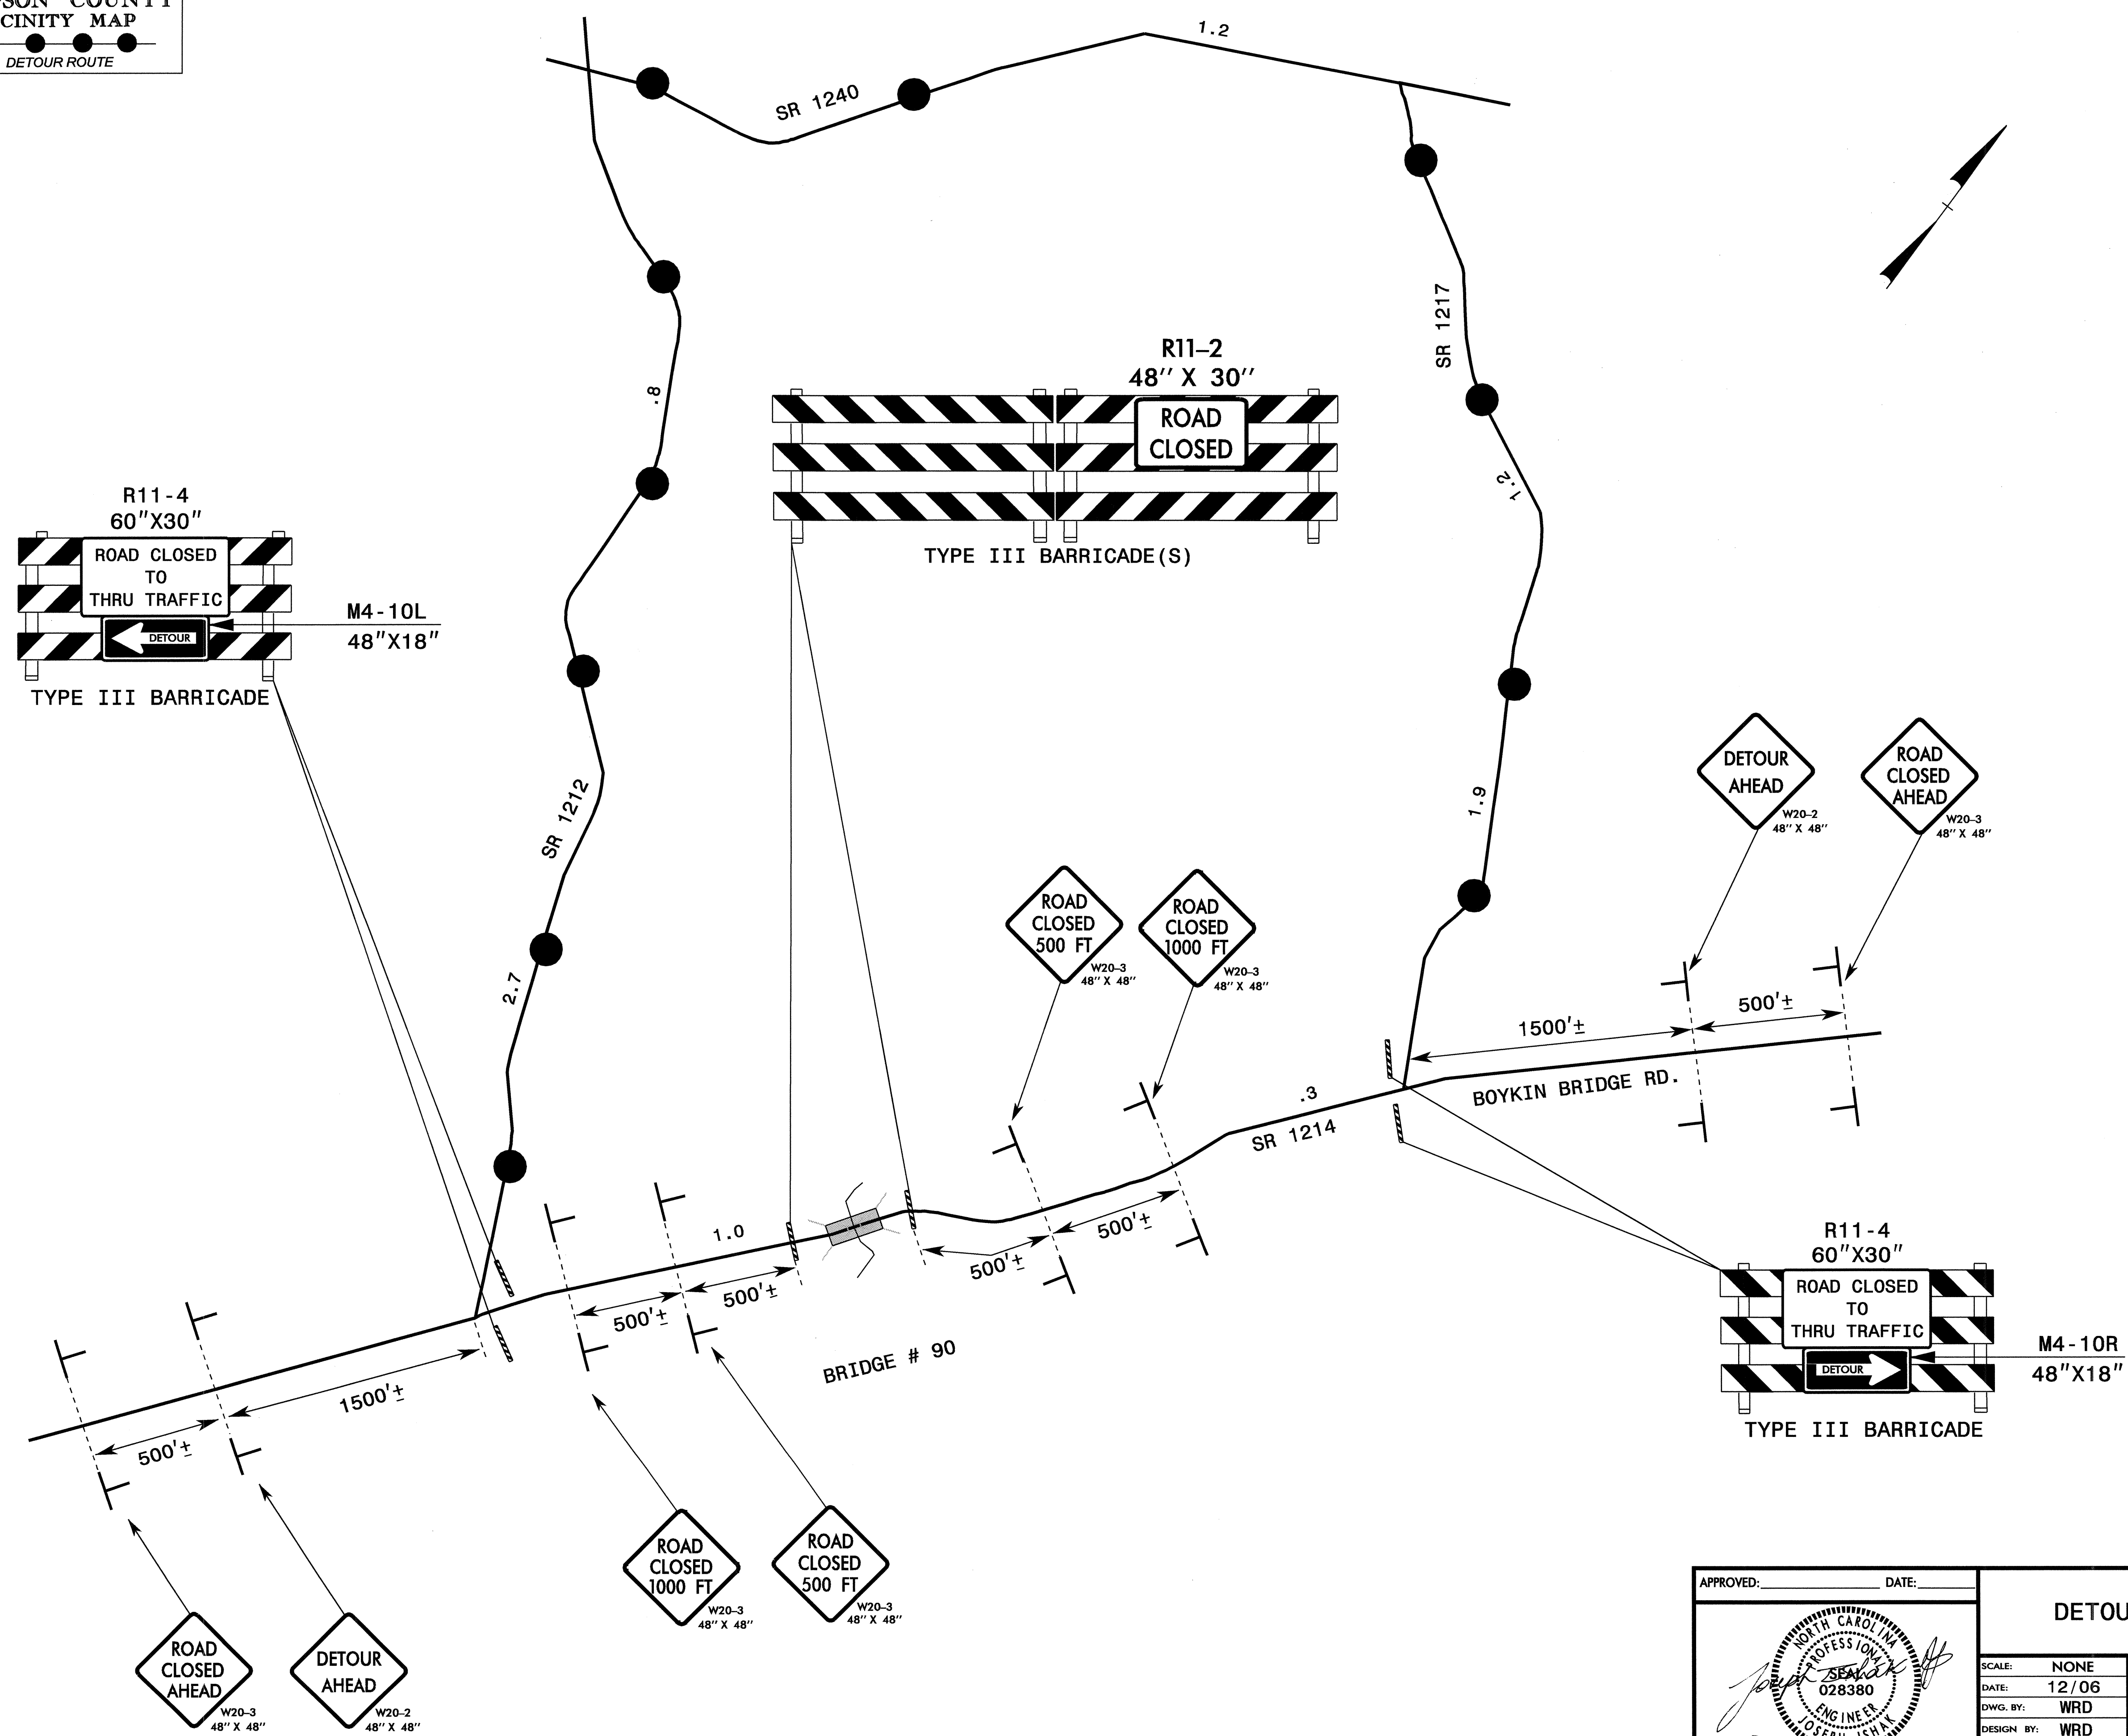 COUNTY
MAP
DETOUR ROUTE
1.2
SR 1240
SR 1217
.8
R11-2
48" X 30"
ROAD
CLOSED
TYPE III BARRICADE(S)
1.2
R11-4
60"X30"
ROAD CLOSED
TO
THRU TRAFFIC
DETOUR
M4-10L
48"X18"
TYPE III BARRICADE
SR 1212
1.9
DETOUR
AHEAD
W20-2
48" X 48"
ROAD
CLOSED
AHEAD
W20-3
48" X 48"
ROAD
CLOSED
500 FT
W20-3
48" X 48"
ROAD
CLOSED
1000 FT
W20-3
48" X 48"
2.7
1500'±
500'±
BOYKIN BRIDGE RD.
.3
SR 1214
1.0
500'±
500'±
500'±
500'±
BRIDGE # 90
1500'±
500'±
R11-4
60"X30"
ROAD CLOSED
TO
THRU TRAFFIC
DETOUR
M4-10R
48"X18"
TYPE III BARRICADE
ROAD
CLOSED
1000 FT
W20-3
48" X 48"
ROAD
CLOSED
500 FT
W20-3
48" X 48"
ROAD
CLOSED
AHEAD
W20-3
48" X 48"
DETOUR
AHEAD
W20-2
48" X 48"
APPROVED: DATE:
NORTH CAROLINA
PROFESSIONAL
SEAL
028380
ENGINEER
JOSEPH ISHAK
SCALE: NONE
DATE: 12/06
DWG. BY: WRD
DESIGN BY: WRD